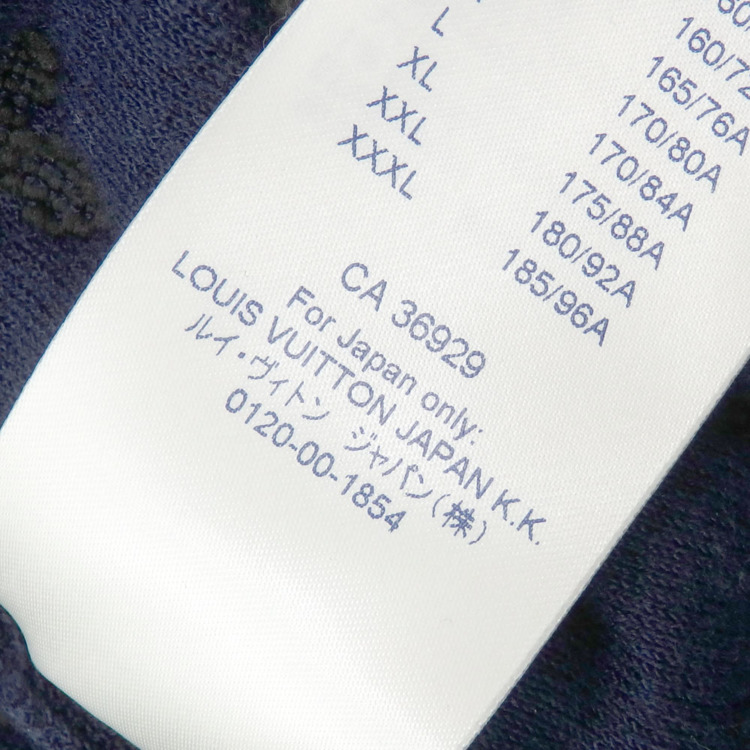 L
XL
XXL
XXXL
160/72
165/76A
170/80A
170/84A
175/88A
180/92A
185/96A
CA 36929
For Japan only:
LOUIS VUITTON JAPAN K.K.
ルイ・ヴィトン ジャパン(株)
0120-00-1854